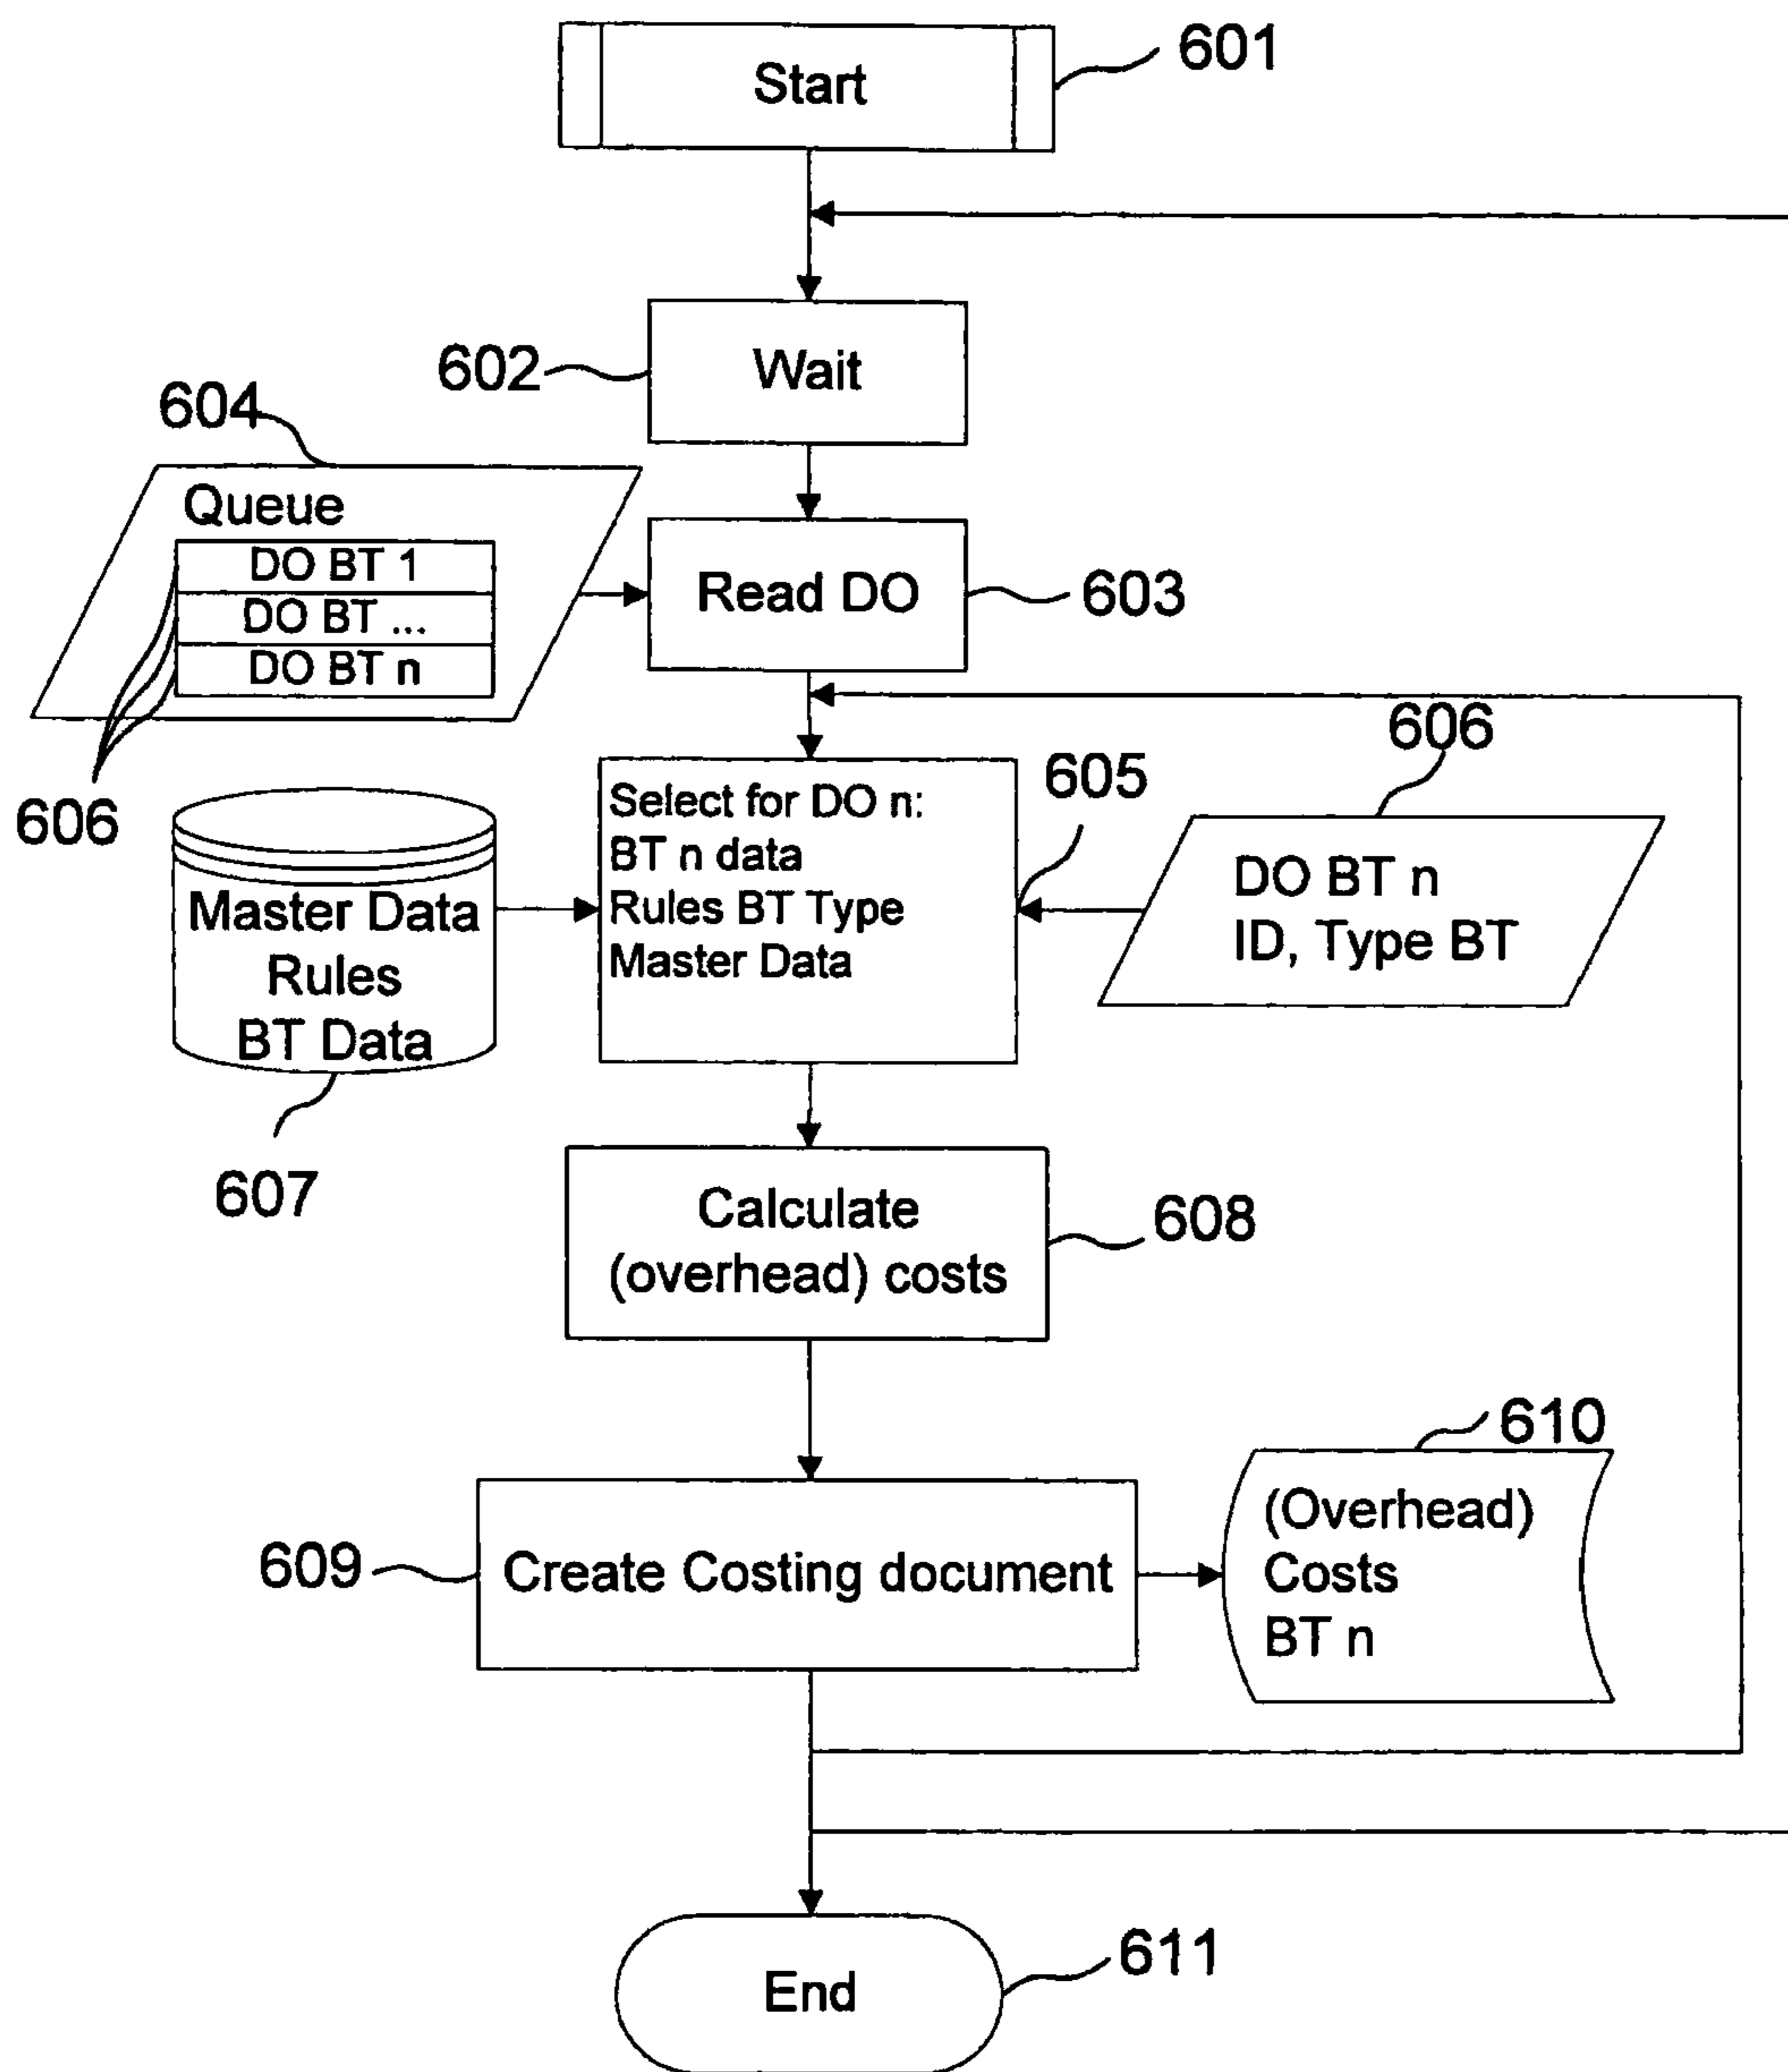 Start
601
602
Wait
604
Queue
DO BT 1
DO BT ...
DO BT n
606
Read DO
603
606
605
Select for DO n:
BT n data
Rules BT Type
Master Data
DO BT n
ID, Type BT
Master Data
Rules
BT Data
607
Calculate
(overhead) costs
608
609
Create Costing document
610
(Overhead)
Costs
BT n
End
611